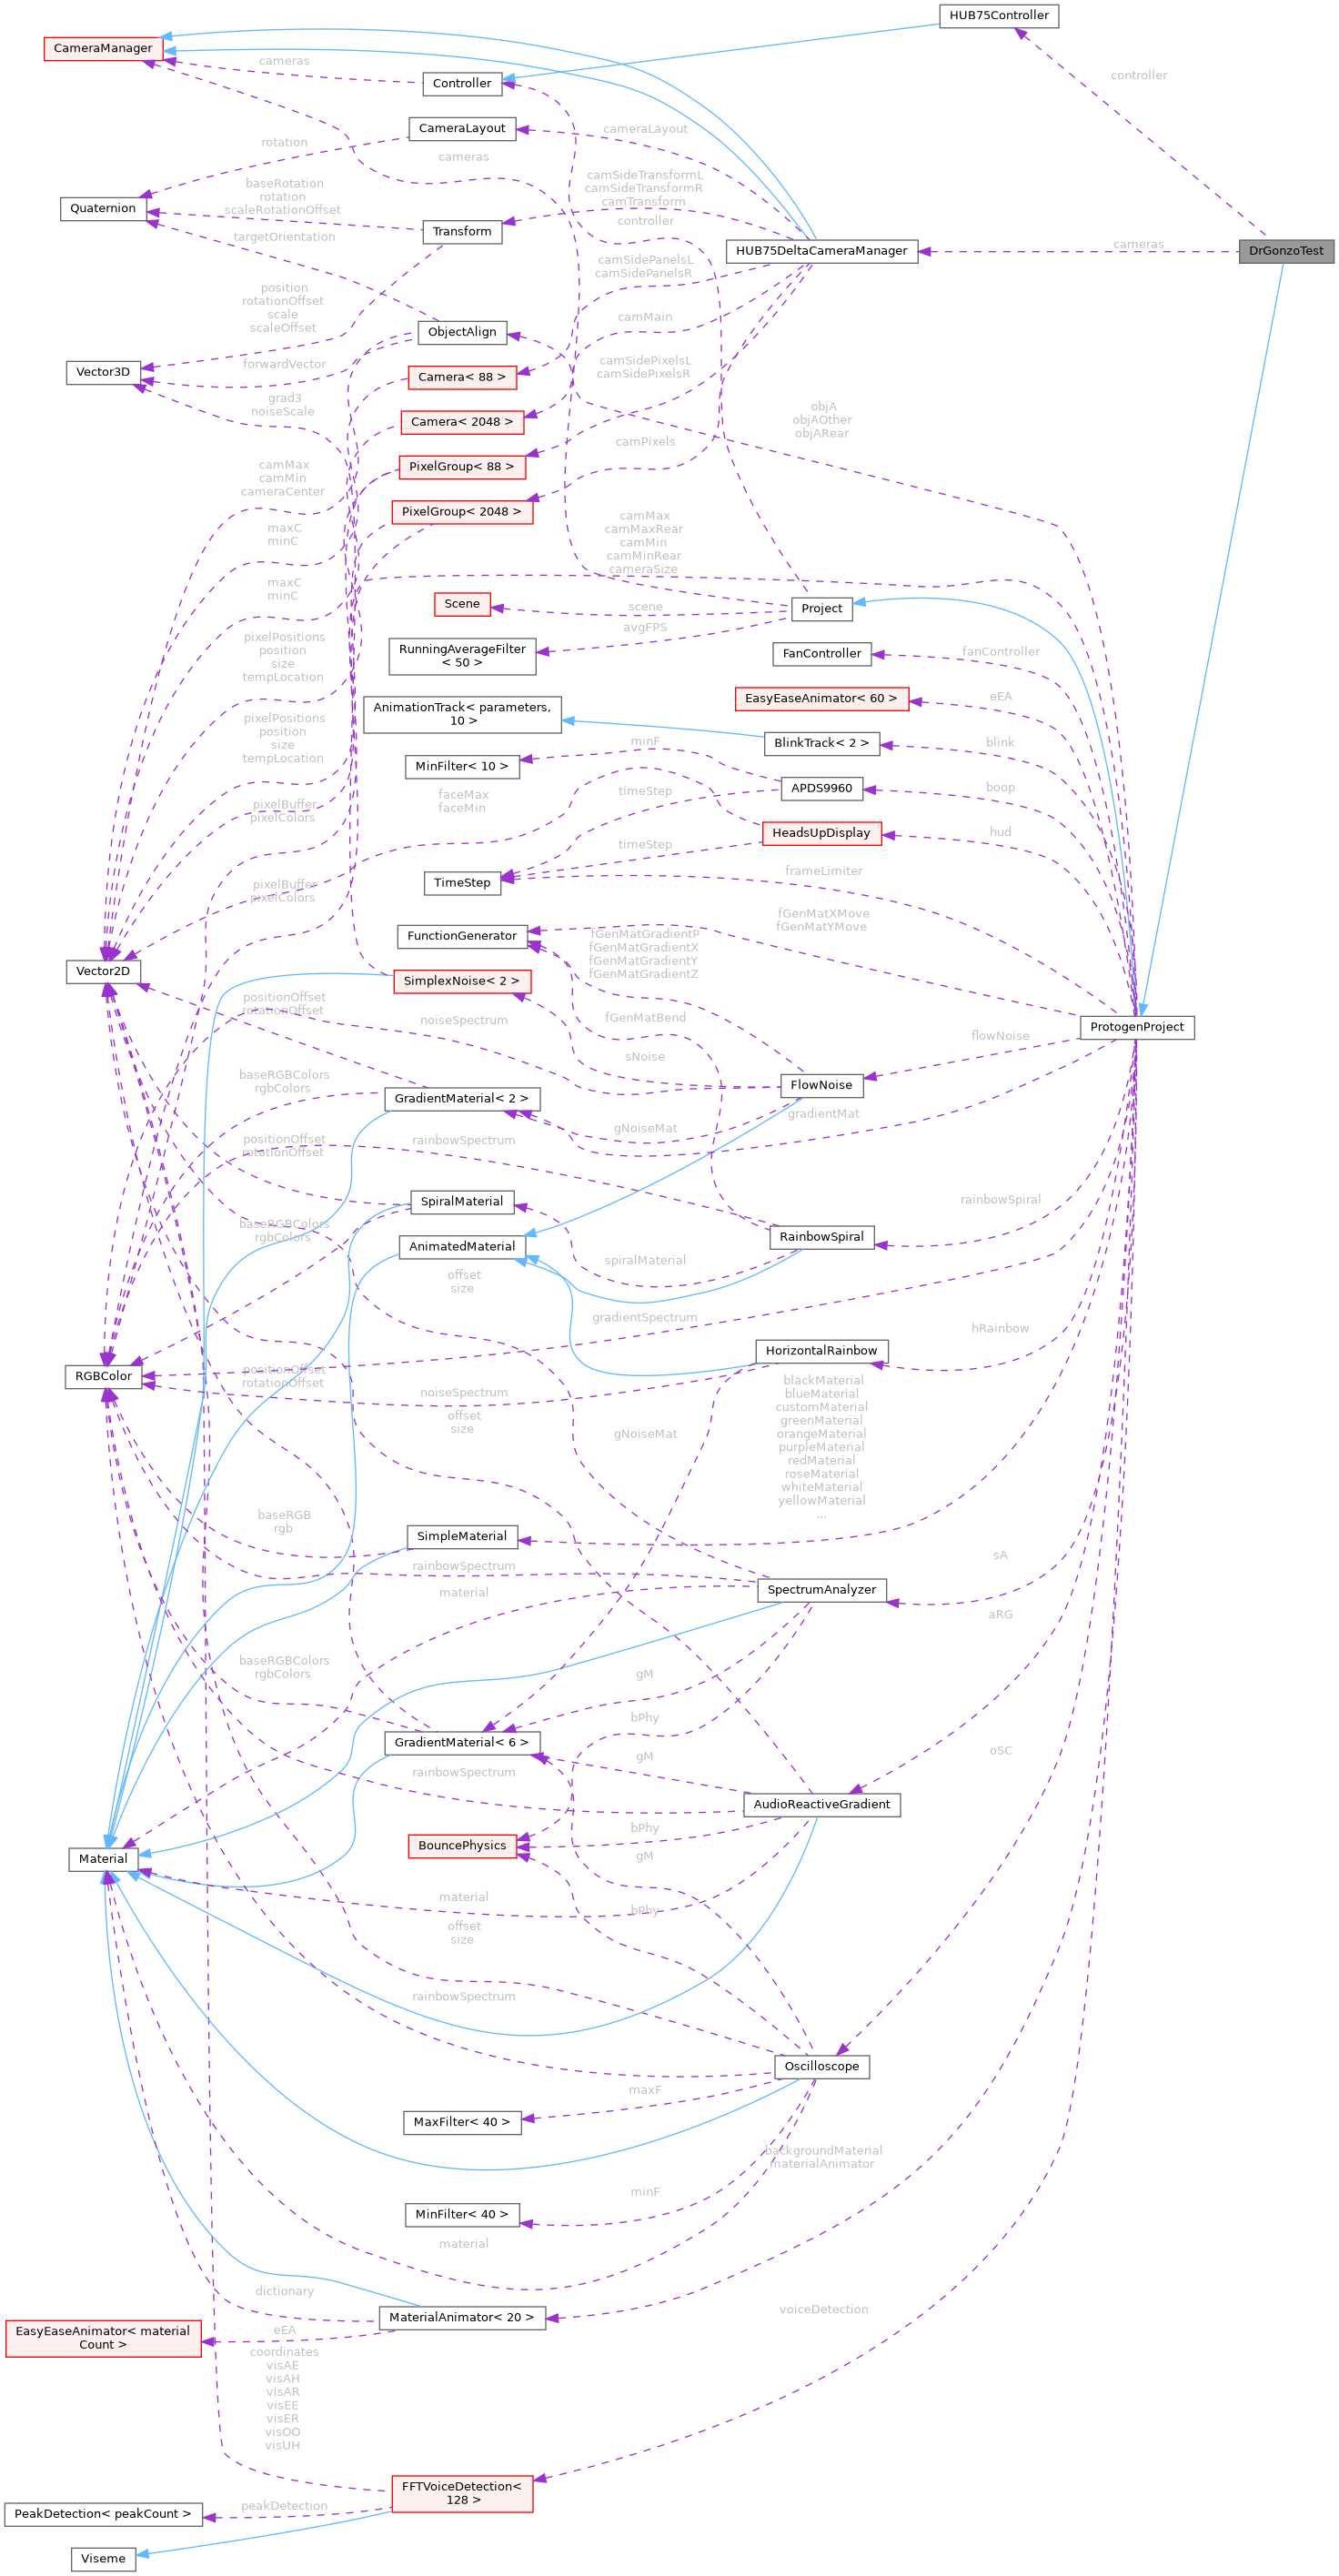 HUB75Controller
CameraManager
cameras
controller
Controller
CameraLayout
cameraLayout
rotation
cameras
camSideTransformL
camSideTransformR
camTransform
baseRotation
rotation
scaleRotationOffset
Quaternion
controller
Transform
targetOrientation
cameras
HUB75DeltaCameraManager
DrGonzoTest
camSidePanelsL
camSidePanelsR
position
rotationOffset
scale
scaleOffset
camMain
ObjectAlign
forwardVector
Vector3D
camSidePixelsL
camSidePixelsR
Camera< 88 >
grad3
noiseScale
objA
objAOther
objARear
Camera< 2048 >
camPixels
camMax
camMin
cameraCenter
PixelGroup< 88 >
PixelGroup< 2048 >
maxC
minC
camMax
camMaxRear
camMin
camMinRear
cameraSize
maxC
minC
Scene
scene
Project
avgFPS
pixelPositions
position
size
tempLocation
RunningAverageFilter
< 50 >
FanController
fanController
EasyEaseAnimator< 60 >
eEA
AnimationTrack< parameters,
10 >
pixelPositions
position
size
tempLocation
minF
BlinkTrack< 2 >
blink
MinFilter< 10 >
timeStep
APDS9960
boop
faceMax
faceMin
pixelBuffer
pixelColors
HeadsUpDisplay
hud
timeStep
TimeStep
frameLimiter
pixelBuffer
pixelColors
fGenMatXMove
fGenMatYMove
FunctionGenerator
fGenMatGradientP
fGenMatGradientX
fGenMatGradientY
fGenMatGradientZ
Vector2D
SimplexNoise< 2 >
positionOffset
rotationOffset
noiseSpectrum
fGenMatBend
ProtogenProject
flowNoise
sNoise
baseRGBColors
rgbColors
FlowNoise
GradientMaterial< 2 >
gradientMat
gNoiseMat
positionOffset
rotationOffset
rainbowSpectrum
SpiralMaterial
rainbowSpiral
baseRGBColors
rgbColors
RainbowSpiral
AnimatedMaterial
spiralMaterial
offset
size
gradientSpectrum
hRainbow
HorizontalRainbow
RGBColor
positionOffset
rotationOffset
noiseSpectrum
blackMaterial
blueMaterial
customMaterial
greenMaterial
orangeMaterial
purpleMaterial
redMaterial
roseMaterial
whiteMaterial
yellowMaterial
...
offset
size
gNoiseMat
baseRGB
rgb
SimpleMaterial
sA
rainbowSpectrum
material
SpectrumAnalyzer
aRG
baseRGBColors
rgbColors
gM
bPhy
GradientMaterial< 6 >
oSC
gM
rainbowSpectrum
AudioReactiveGradient
bPhy
BouncePhysics
gM
Material
material
bPhy
offset
size
rainbowSpectrum
Oscilloscope
maxF
MaxFilter< 40 >
backgroundMaterial
materialAnimator
minF
MinFilter< 40 >
material
dictionary
voiceDetection
MaterialAnimator< 20 >
EasyEaseAnimator< material
Count >
eEA
coordinates
visAE
visAH
visAR
visEE
visER
visOO
visUH
FFTVoiceDetection<
128 >
peakDetection
PeakDetection< peakCount >
Viseme